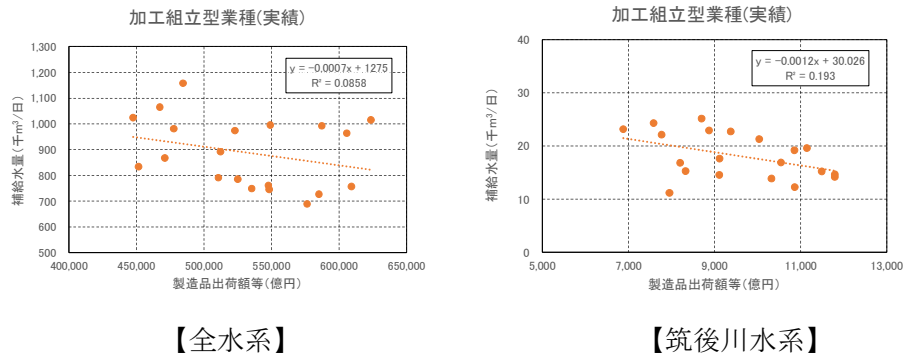 加工組立型業種(実績)
y = -0.0007x + 1275
R² = 0.0858
補給水量(千m³/日)
1,300
1,200
1,100
1,000
900
800
700
600
500
400,000 450,000 500,000 550,000 600,000 650,000
製造品出荷額等(億円)
【全水系】
加工組立型業種(実績)
y = -0.0012x + 30.026
R² = 0.193
補給水量(千m³/日)
40
30
20
10
0
5,000 7,000 9,000 11,000 13,000
製造品出荷額等(億円)
【筑後川水系】